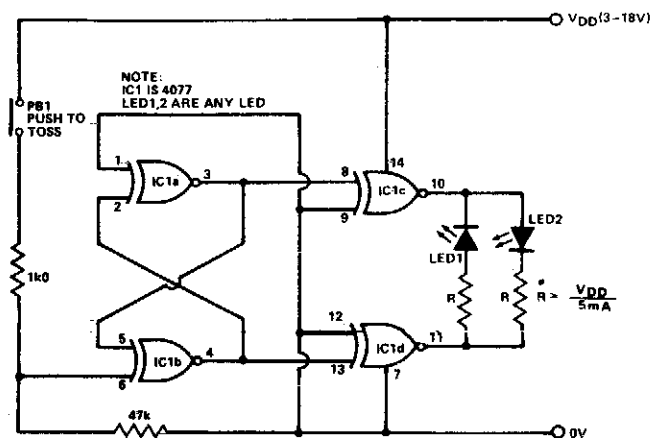 V_DD (3-18V)
NOTE:
IC1 IS 4077
LED1,2 ARE ANY LED
PB1
PUSH TO
TOSS
1
2
IC1a
3
8
9
IC1c
14
10
LED1
LED2
1k0
R
R
R = V_DD
5mA
5
6
IC1b
4
12
13
IC1d
11
7
47k
0V